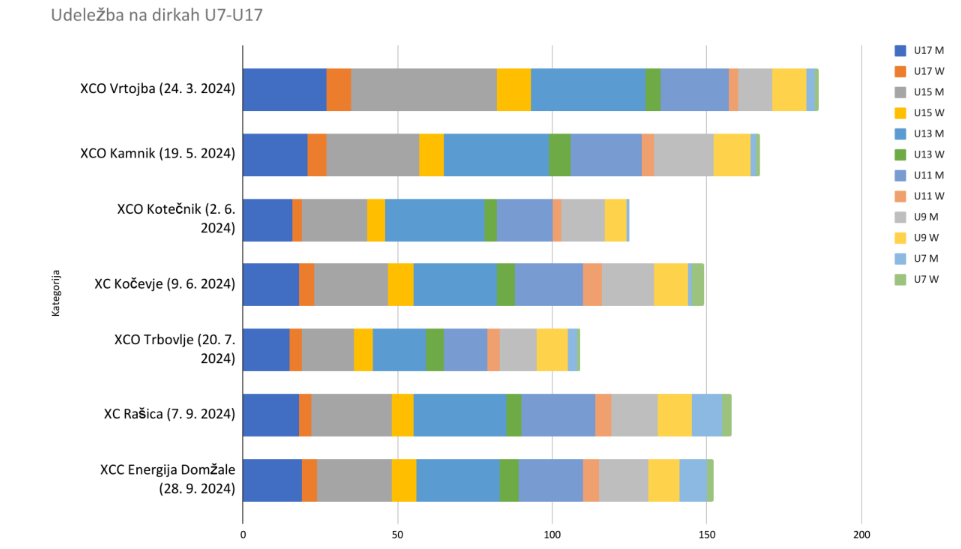 Udeležba na dirkah U7-U17
XCO Vrtojba (24. 3. 2024)
XCO Kamnik (19. 5. 2024)
XCO Kotečnik (2. 6.
2024)
XC Kočevje (9. 6. 2024)
XCO Trbovlje (20. 7.
2024)
XC Rašica (7. 9. 2024)
XCC Energija Domžale
(28. 9. 2024)
Kategorija
0 50 100 150 200
U17 M
U17 W
U15 M
U15 W
U13 M
U13 W
U11 M
U11 W
U9 M
U9 W
U7 M
U7 W